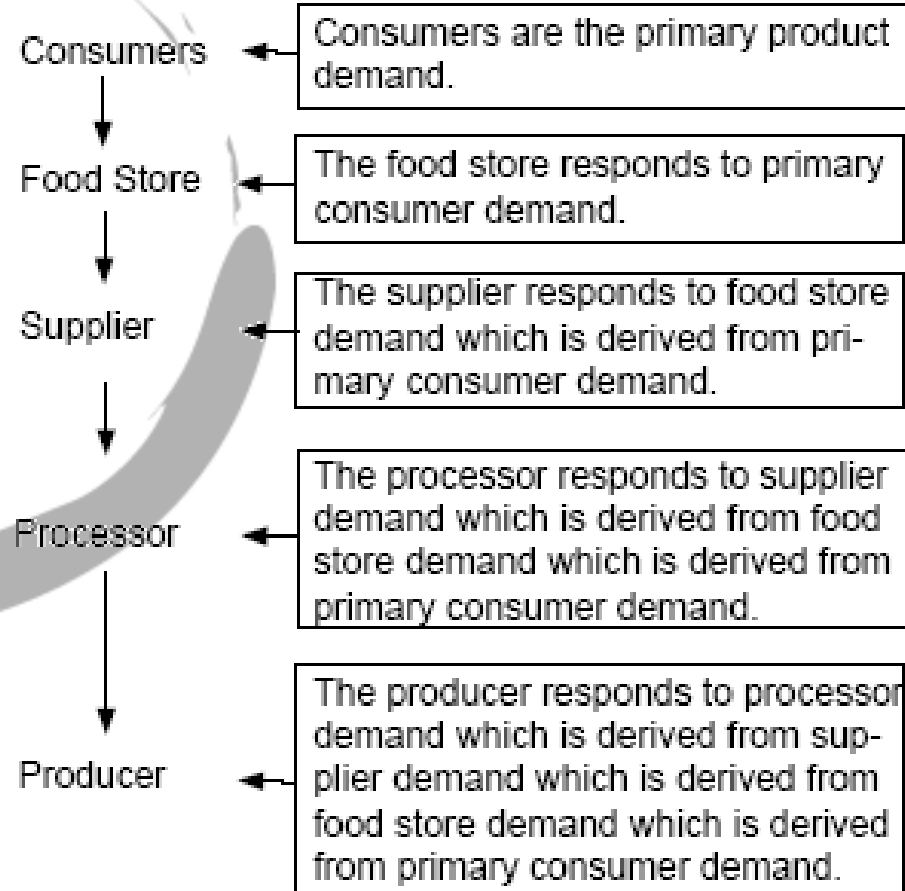 Consumers
Consumers are the primary product
demand.
Food Store
The food store responds to primary
consumer demand.
Supplier
The supplier responds to food store
demand which is derived from pri-
mary consumer demand.
Processor
The processor responds to supplier
demand which is derived from food
store demand which is derived from
primary consumer demand.
Producer
The producer responds to processor
demand which is derived from sup-
plier demand which is derived from
food store demand which is derived
from primary consumer demand.